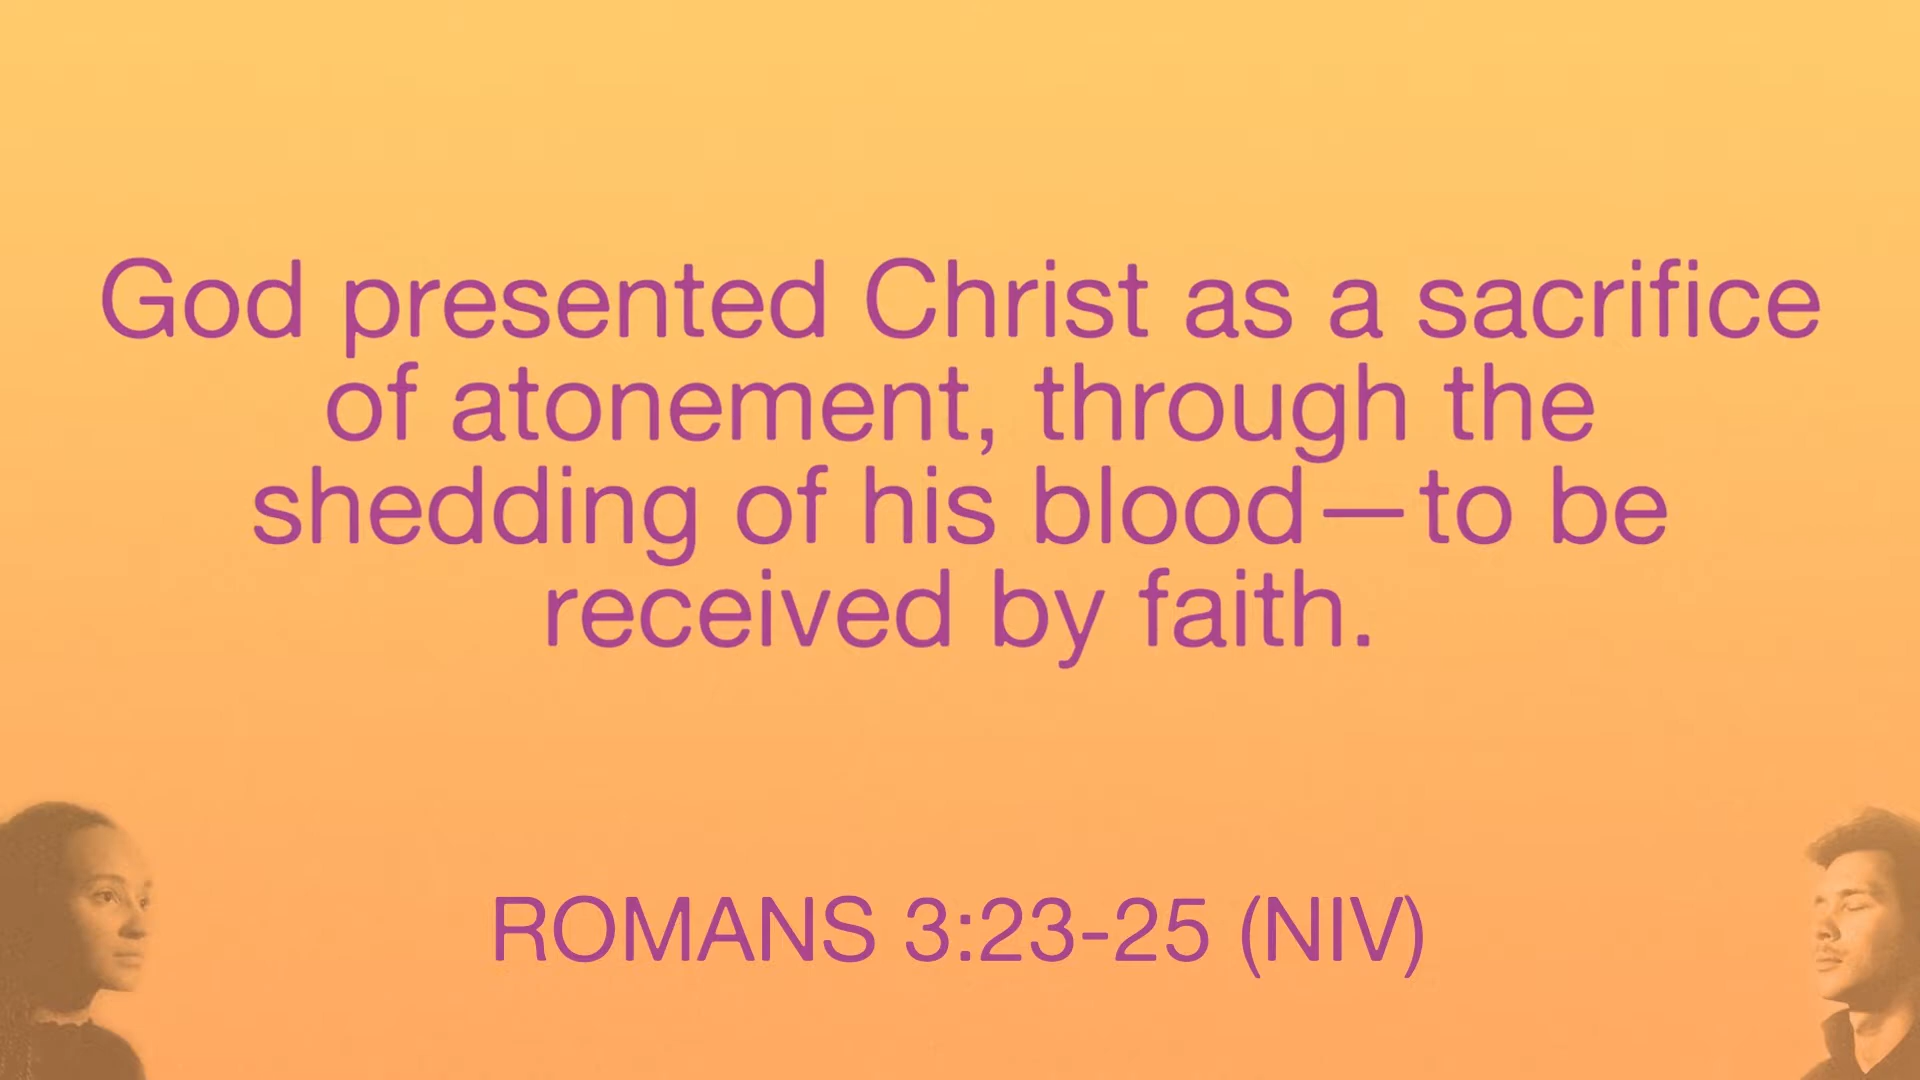 God presented Christ as a sacrifice
of atonement, through the
shedding of his blood—to be
received by faith.
ROMANS 3:23-25 (NIV)